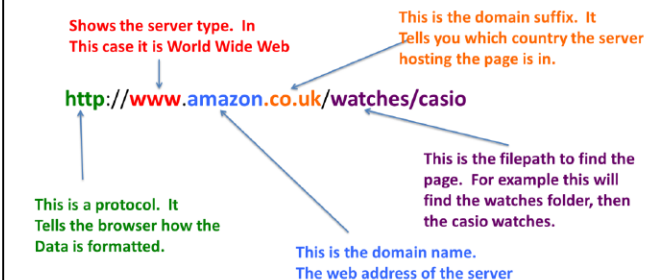 Shows the server type.  In
This case it is World Wide Web
This is the domain suffix.  It
Tells you which country the server
hosting the page is in.
http://www.amazon.co.uk/watches/casio
This is the filepath to find the
page.  For example this will
find the watches folder, then
the casio watches.
This is a protocol.  It
Tells the browser how the
Data is formatted.
This is the domain name.
The web address of the server